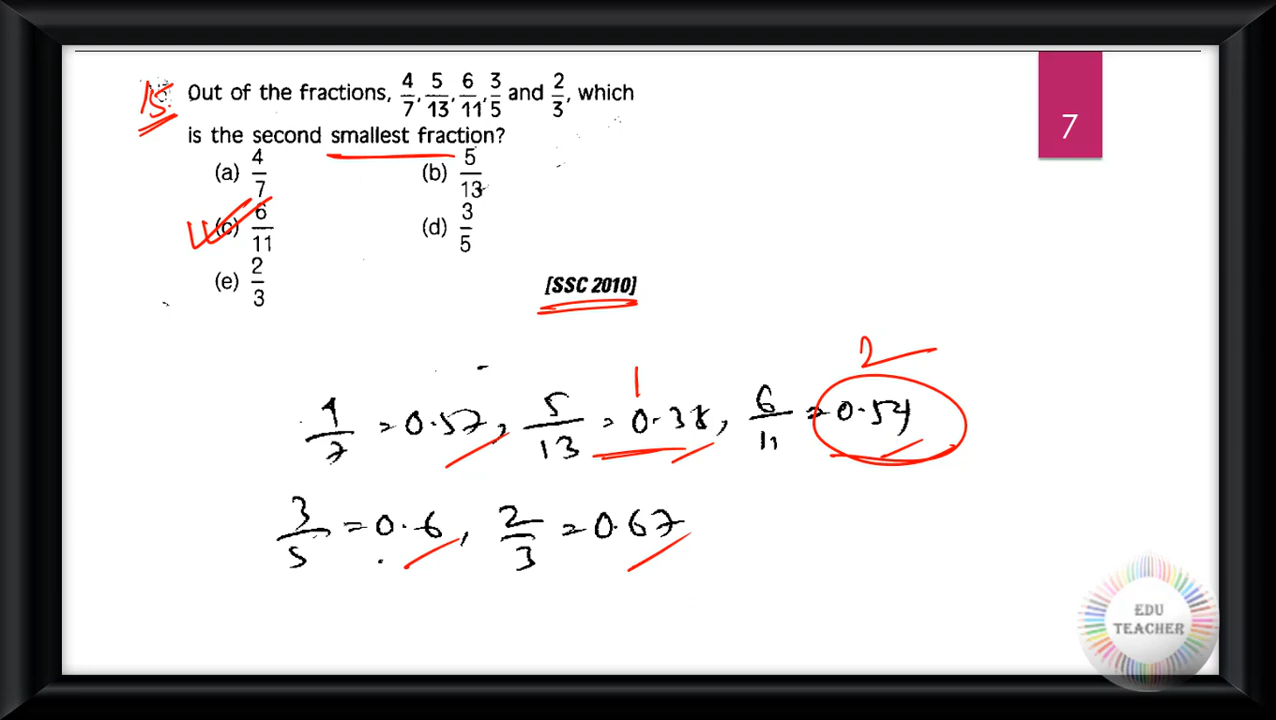 7
15.
Out of the fractions, 4/7, 5/13, 6/11, 3/5 and 2/3, which
is the second smallest fraction?
(a) 4/7 (b) 5/13
(c) 6/11 (d) 3/5
(e) 2/3
[SSC 2010]
1 2
4/7 = 0.57, 5/13 = 0.38, 6/11 = 0.54
3/5 = 0.6, 2/3 = 0.67
EDU
TEACHER